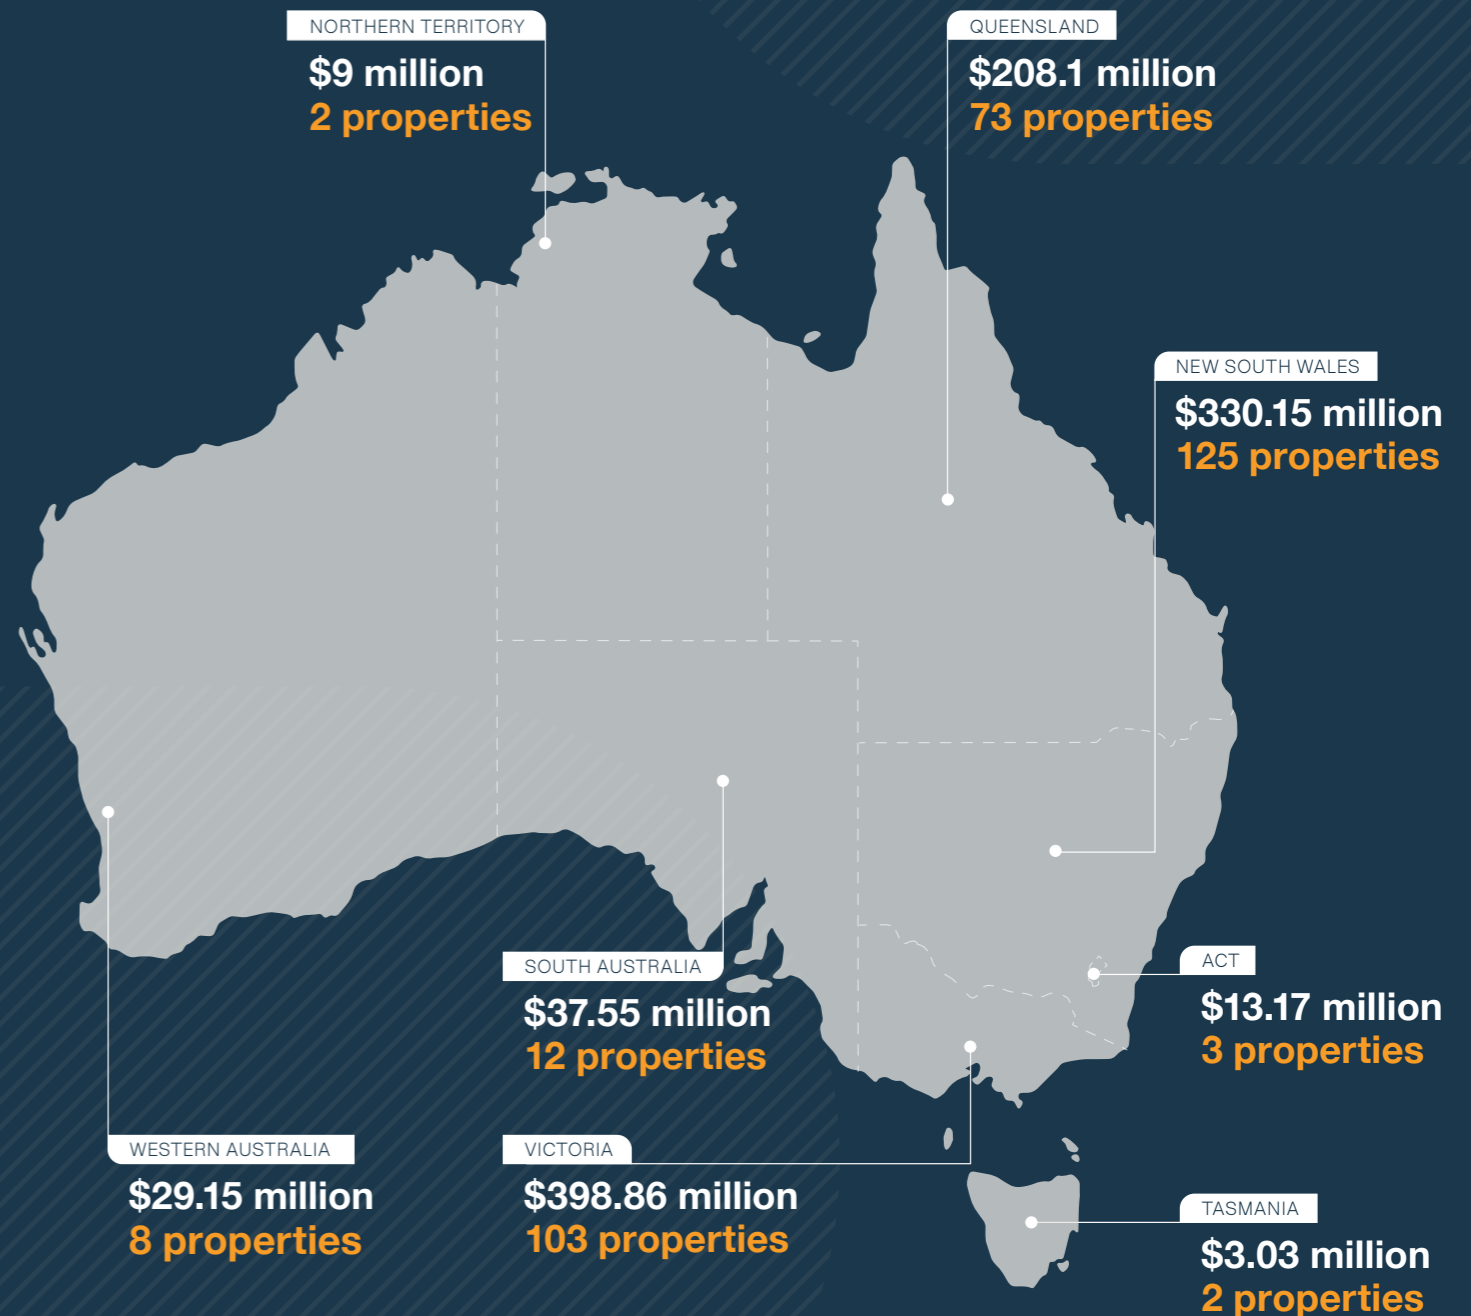 NORTHERN TERRITORY
$9 million
2 properties
QUEENSLAND
$208.1 million
73 properties
NEW SOUTH WALES
$330.15 million
125 properties
SOUTH AUSTRALIA
$37.55 million
12 properties
ACT
$13.17 million
3 properties
WESTERN AUSTRALIA
$29.15 million
8 properties
VICTORIA
$398.86 million
103 properties
TASMANIA
$3.03 million
2 properties